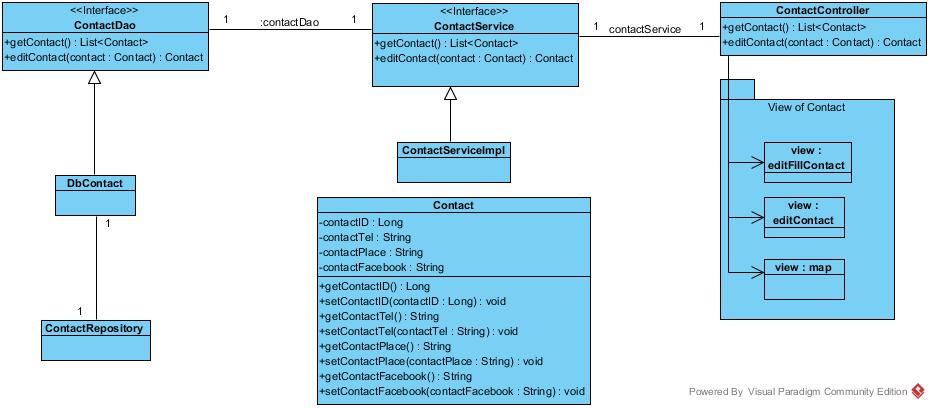 <<Interface>>
ContactDao
+getContact() : List<Contact>
+editContact(contact : Contact) : Contact
1
:contactDao
1
<<Interface>>
ContactService
+getContact() : List<Contact>
+editContact(contact : Contact) : Contact
1
contactService
1
ContactController
+getContact() : List<Contact>
+editContact(contact : Contact) : Contact
View of Contact
view :
editFillContact
view :
editContact
view : map
ContactServiceImpl
DbContact
1
1
ContactRepository
Contact
-contactID : Long
-contactTel : String
-contactPlace : String
-contactFacebook : String
+getContactID() : Long
+setContactID(contactID : Long) : void
+getContactTel() : String
+setContactTel(contactTel : String) : void
+getContactPlace() : String
+setContactPlace(contactPlace : String) : void
+getContactFacebook() : String
+setContactFacebook(contactFacebook : String) : void
Powered By Visual Paradigm Community Edition